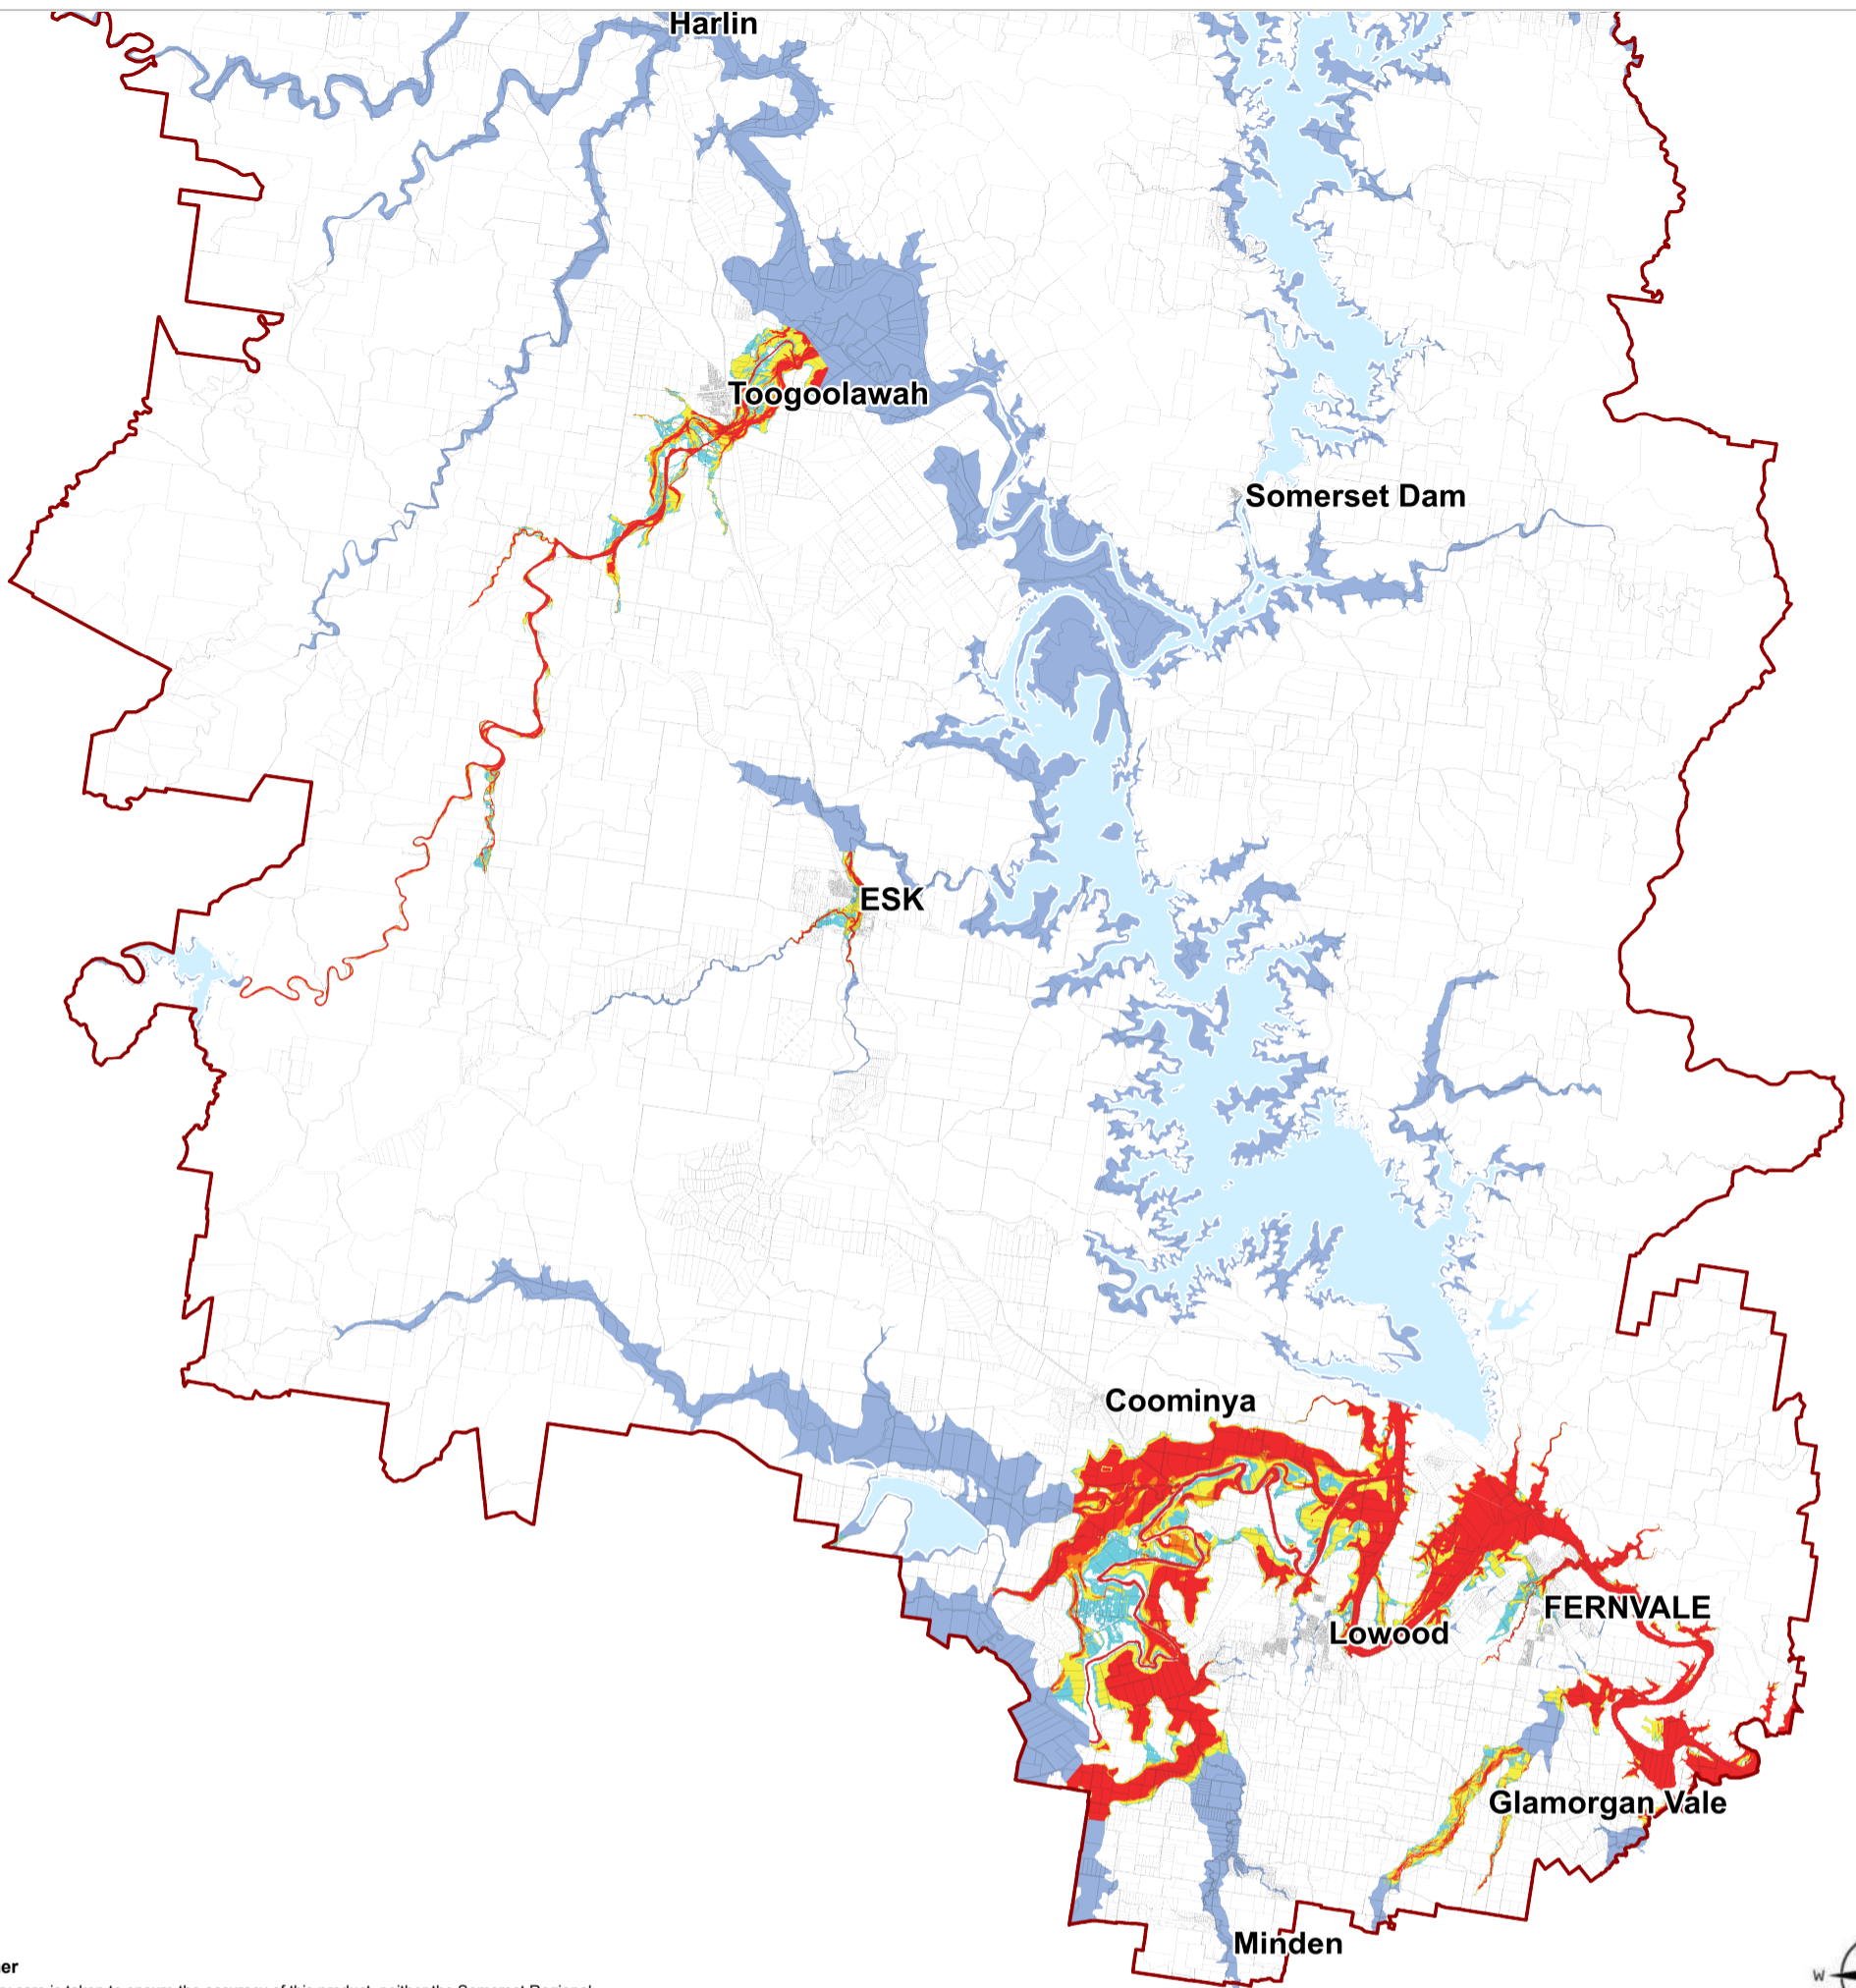 Harlin
Toogoolawah
Somerset Dam
ESK
Coominya
FERNVALE
Lowood
Glamorgan Vale
Minden
er
W